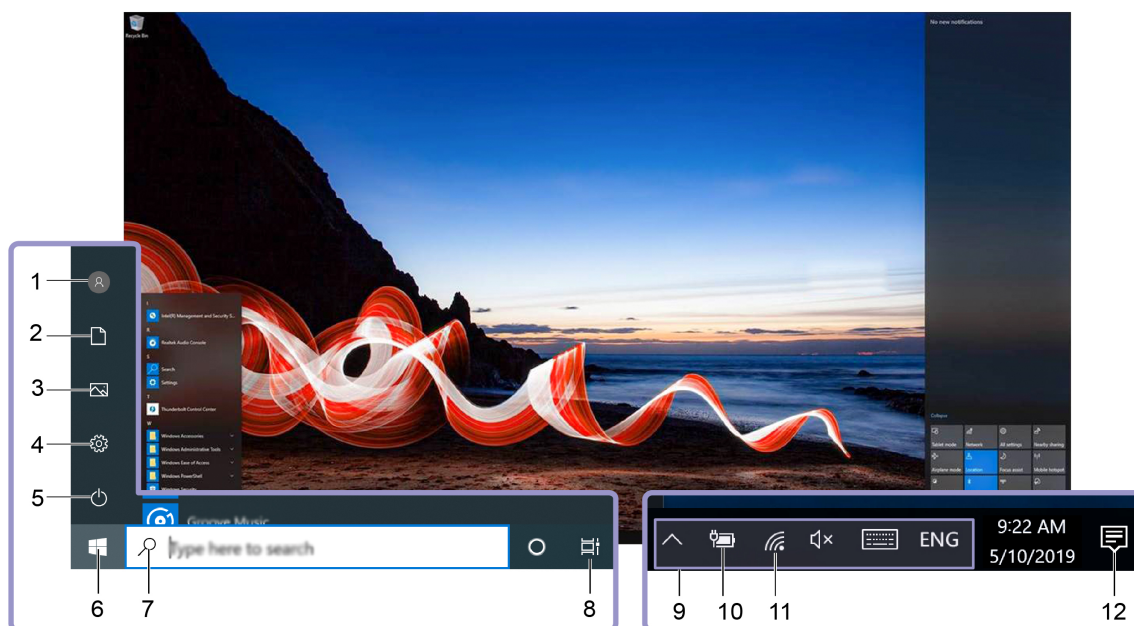 Recycle Bin
No new notifications
1
2
3
4
5
I
Intel(R) Management and Security S...
R
Realtek Audio Console
S
Search
Settings
T
Thunderbolt Control Center
W
Windows Accessories
Windows Administrative Tools
Windows Ease of Access
Windows PowerShell
Windows Security
Collapse
Tablet mode Network All settings Nearby sharing
Airplane mode Location Focus assist Mobile hotspot
Groove Music
Type here to search
ENG 9:22 AM
5/10/2019
6 7 8 9 10 11 12